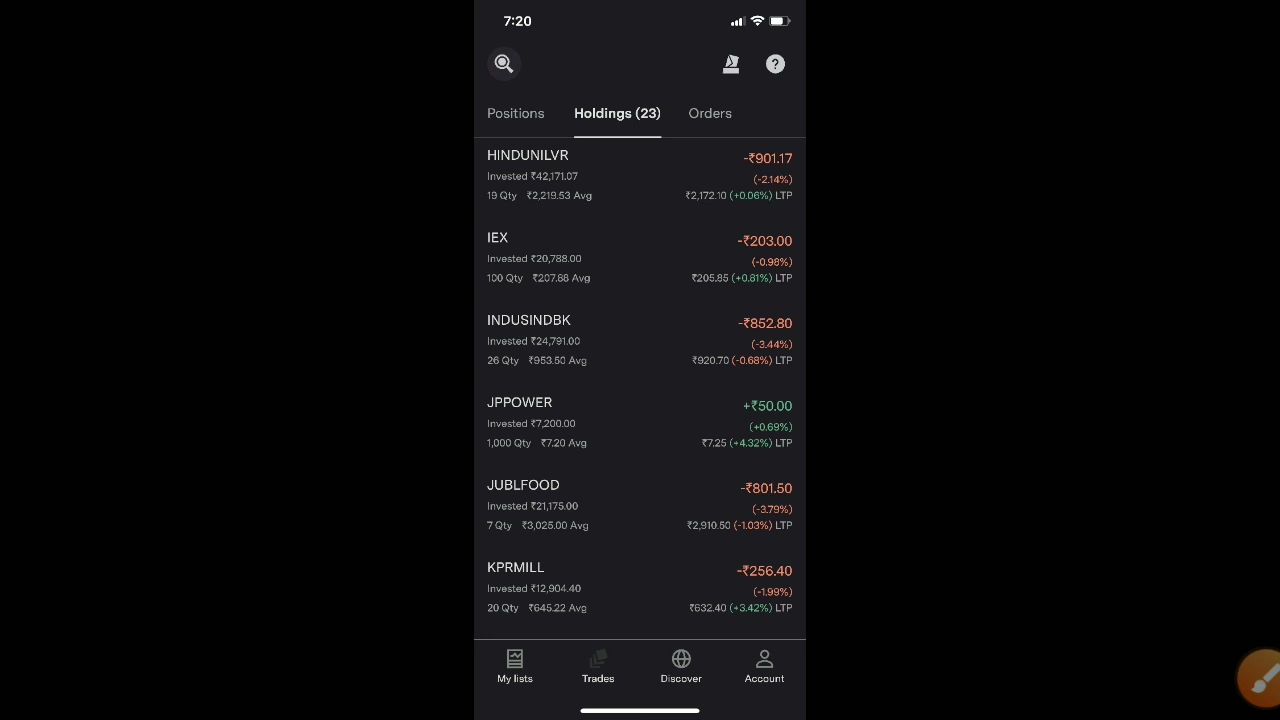 7:20
Positions Holdings (23) Orders
HINDUNILVR -₹901.17
Invested ₹42,171.07 (-2.14%)
19 Qty ₹2,219.53 Avg ₹2,172.10 (+0.06%) LTP
IEX -₹203.00
Invested ₹20,788.00 (-0.98%)
100 Qty ₹207.88 Avg ₹205.85 (+0.81%) LTP
INDUSINDBK -₹852.80
Invested ₹24,791.00 (-3.44%)
26 Qty ₹953.50 Avg ₹920.70 (-0.68%) LTP
JPPOWER +₹50.00
Invested ₹7,200.00 (+0.69%)
1,000 Qty ₹7.20 Avg ₹7.25 (+4.32%) LTP
JUBLFOOD -₹801.50
Invested ₹21,175.00 (-3.79%)
7 Qty ₹3,025.00 Avg ₹2,910.50 (-1.03%) LTP
KPRMILL -₹256.40
Invested ₹12,904.40 (-1.99%)
20 Qty ₹645.22 Avg ₹632.40 (+3.42%) LTP
My lists Trades Discover Account